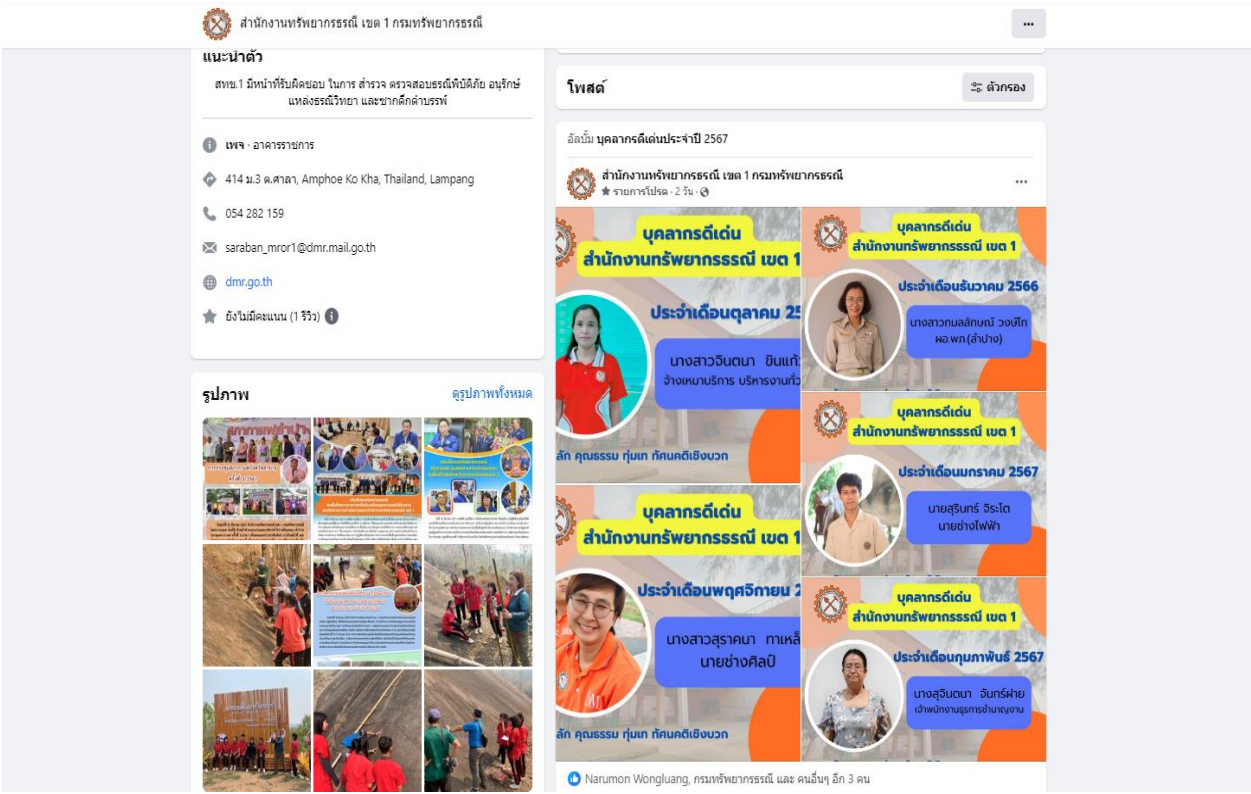 สำนักงานทรัพยากรธรณี เขต 1 กรมทรัพยากรธรณี
แนะนำตัว
สทข.1 มีหน้าที่รับผิดชอบ ในการ สำรวจ ตรวจสอบธรณีพิบัติภัย อนุรักษ์
แหล่งธรณีวิทยา และซากดึกดำบรรพ์
เพจ · อาคารราชการ
414 ม.3 ต.ศาลา, Amphoe Ko Kha, Thailand, Lampang
054 282 159
saraban_mror1@dmr.mail.go.th
dmr.go.th
ยังไม่มีคะแนน (1 รีวิว)
รูปภาพ
ดูรูปภาพทั้งหมด
โพสต์
ตัวกรอง
อัลบั้ม บุคลากรดีเด่นประจำปี 2567
สำนักงานทรัพยากรธรณี เขต 1 กรมทรัพยากรธรณี
รายการโปรด · 2 วัน ·
บุคลากรดีเด่น
สำนักงานทรัพยากรธรณี เขต 1
ประจำเดือนตุลาคม 25
นางสาวจินตนา ขันแก้
จ้างเหมาบริการ บริหารงานทั่ว
ลัก คุณธรรม ทุ่มเท ทัศนคติเชิงบวก
บุคลากรดีเด่น
สำนักงานทรัพยากรธรณี เขต 1
ประจำเดือนพฤศจิกายน 2
นางสาวสุราคนา ทาเหล็
นายช่างศิลป์
ลัก คุณธรรม ทุ่มเท ทัศนคติเชิงบวก
บุคลากรดีเด่น
สำนักงานทรัพยากรธรณี เขต 1
ประจำเดือนธันวาคม 2566
นางสาวกมลลักษณ์ วงษ์โก
ผอ.พภ.(ลำปาง)
บุคลากรดีเด่น
สำนักงานทรัพยากรธรณี เขต 1
ประจำเดือนมกราคม 2567
นายสุรินทร์ จิระโต
นายช่างไฟฟ้า
บุคลากรดีเด่น
สำนักงานทรัพยากรธรณี เขต 1
ประจำเดือนกุมภาพันธ์ 2567
นางสุจินตนา จันทร์ฝาย
เจ้าพนักงานธุรการชำนาญงาน
Narumon Wongluang, กรมทรัพยากรธรณี และ คนอื่นๆ อีก 3 คน